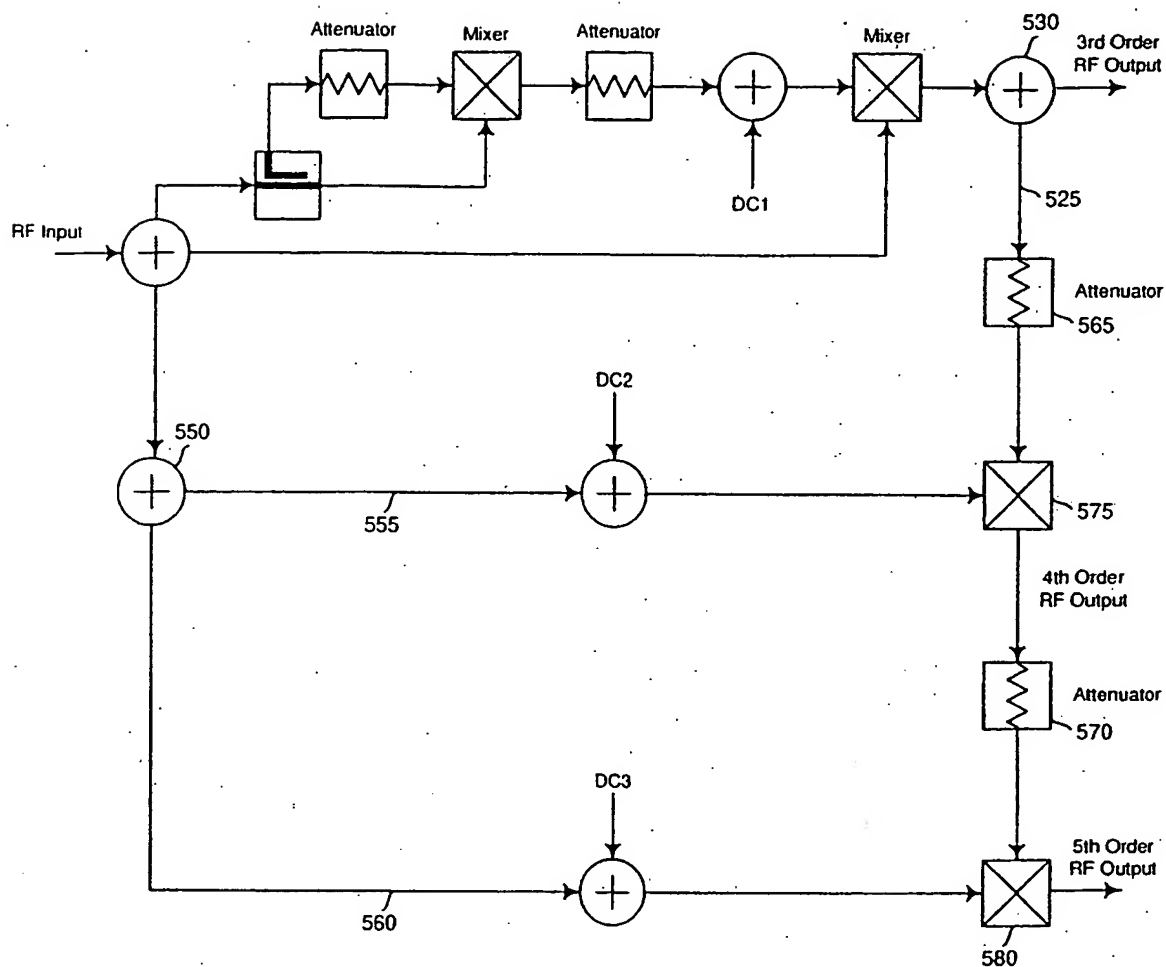 530
Attenuator
Mixer
Attenuator
Mixer
3rd Order
RF Output
DC1
525
RF Input
Attenuator
565
DC2
550
555
575
4th Order
RF Output
Attenuator
570
DC3
5th Order
RF Output
560
580